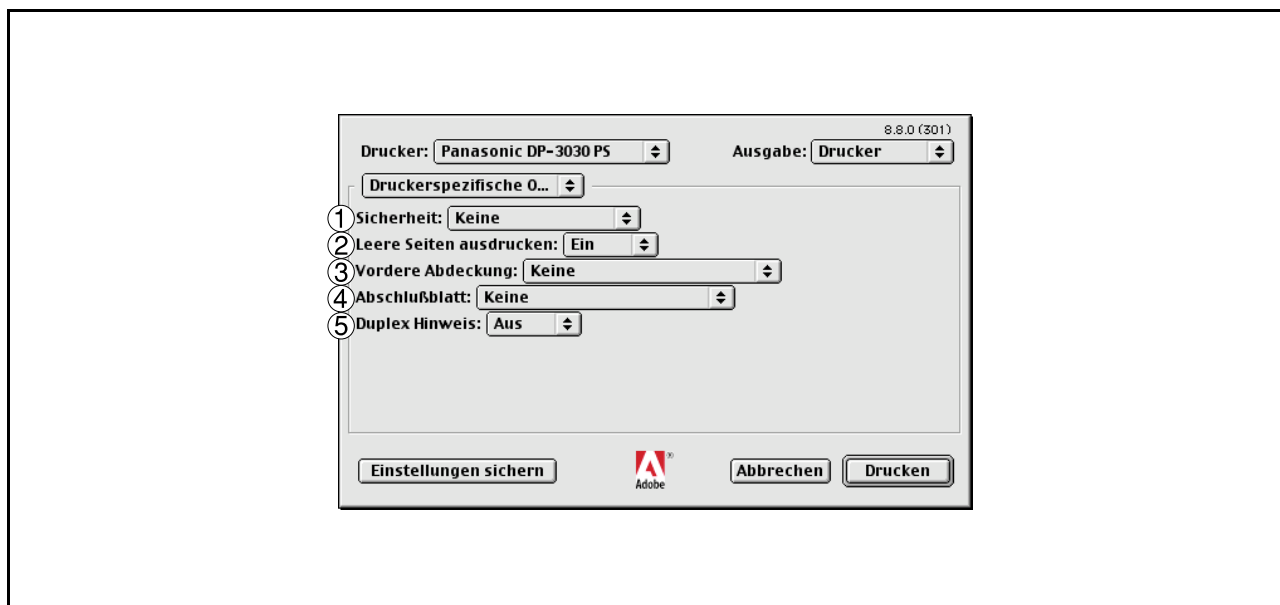 8.8.0 (301)
Drucker: Panasonic DP-3030 PS Ausgabe: Drucker
Druckerspezifische O...
① Sicherheit: Keine
② Leere Seiten ausdrucken: Ein
③ Vordere Abdeckung: Keine
④ Abschlußblatt: Keine
⑤ Duplex Hinweis: Aus
Einstellungen sichern Adobe® Abbrechen Drucken